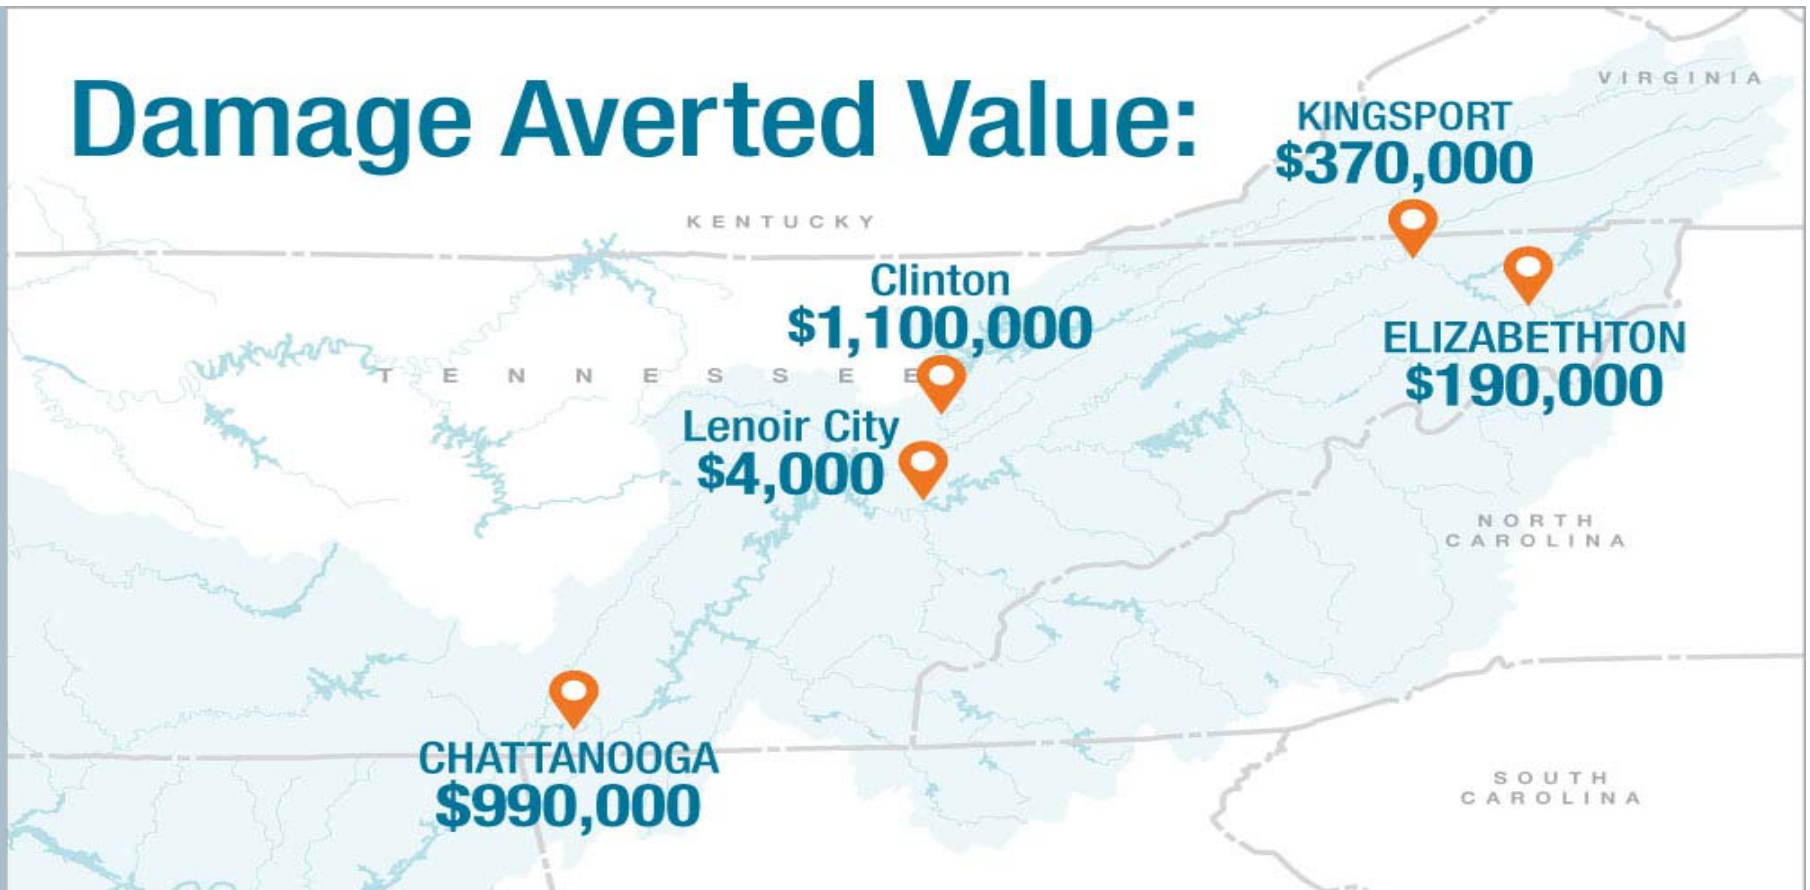 Damage Averted Value:
VIRGINIA
KINGSPORT
$370,000
KENTUCKY
Clinton
$1,100,000
ELIZABETHTON
$190,000
TENNESSEE
Lenoir City
$4,000
NORTH
CAROLINA
CHATTANOOGA
$990,000
SOUTH
CAROLINA